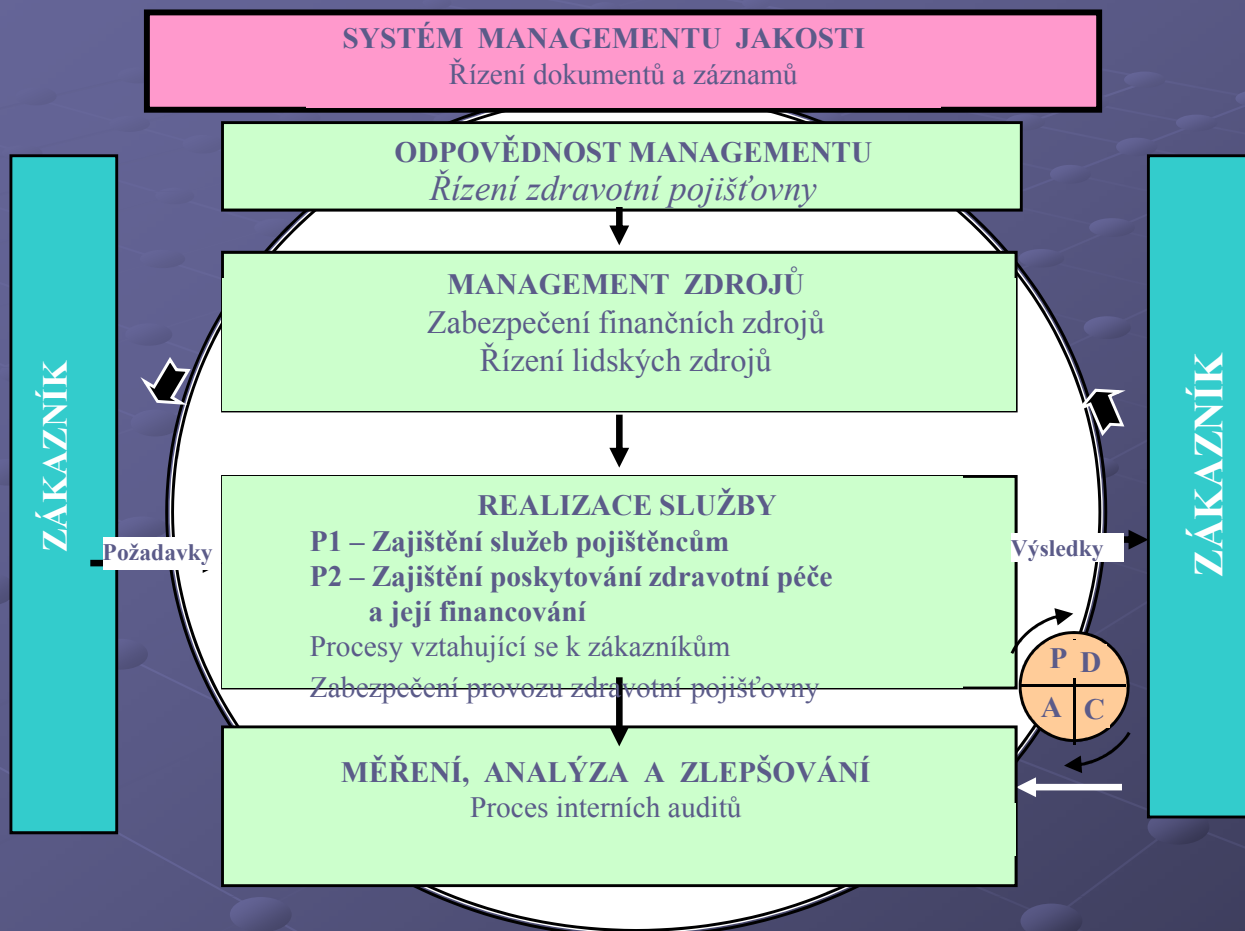 SYSTÉM MANAGEMENTU JAKOSTI
Řízení dokumentů a záznamů
ODPOVĚDNOST MANAGEMENTU
Řízení zdravotní pojišťovny
MANAGEMENT ZDROJŮ
Zabezpečení finančních zdrojů
Řízení lidských zdrojů
ZÁKAZNÍK
Požadavky
REALIZACE SLUŽBY
P1 – Zajištění služeb pojištěncům
P2 – Zajištění poskytování zdravotní péče
a její financování
Procesy vztahující se k zákazníkům
Zabezpečení provozu zdravotní pojišťovny
Výsledky
ZÁKAZNÍK
P D
A C
MĚŘENÍ, ANALÝZA A ZLEPŠOVÁNÍ
Proces interních auditů